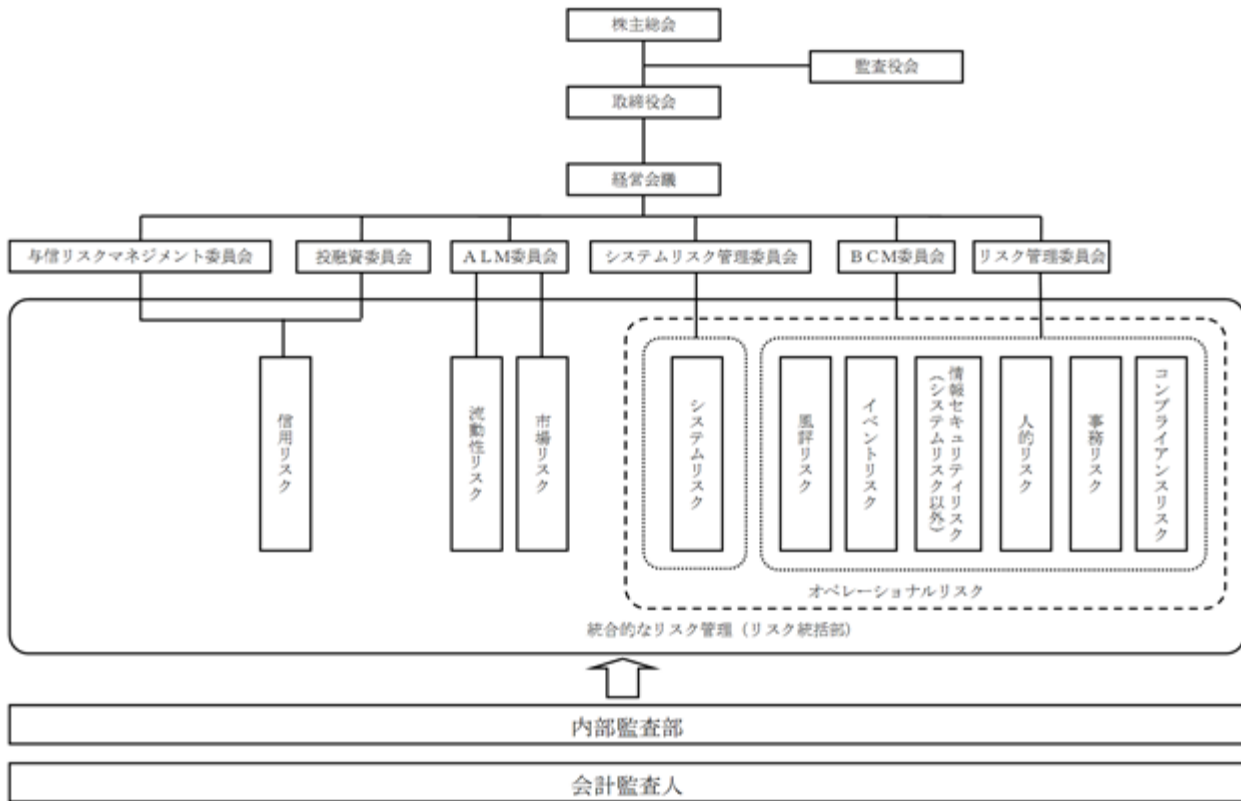 株主総会
監査役会
取締役会
経営会議
与信リスクマネジメント委員会
投融資委員会
ALM委員会
システムリスク管理委員会
BCM委員会
リスク管理委員会
信用リスク
流動性リスク
市場リスク
システムリスク
風評リスク
イベントリスク
情報セキュリティリスク
(システムリスク以外)
人的リスク
事務リスク
コンプライアンスリスク
オペレーショナルリスク
統合的なリスク管理(リスク統括部)
内部監査部
会計監査人